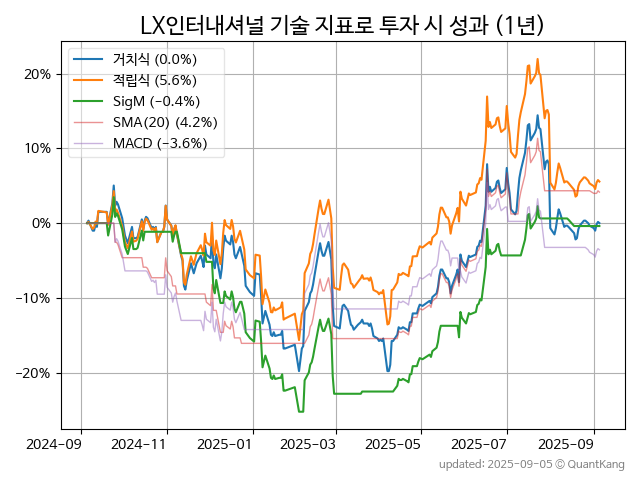 LX인터내셔널 기술 지표로 투자 시 성과 (1년)
거치식 (0.0%)
적립식 (5.6%)
SigM (−0.4%)
SMA(20) (4.2%)
MACD (−3.6%)
20%
10%
0%
−10%
−20%
2024−09 2024−11 2025−01 2025−03 2025−05 2025−07 2025−09
updated: 2025-09-05 © QuantKang